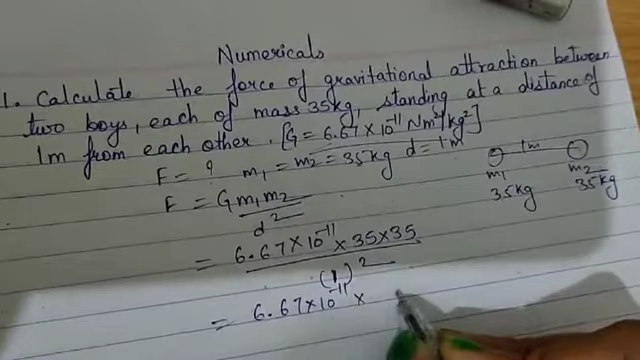 Numericals
1. Calculate the force of gravitational attraction between
two boys, each of mass 35kg, standing at a distance of
1m from each other. [G = 6.67×10⁻¹¹ Nm²/kg²]
F = ? m₁ = m₂ = 35kg d = 1m
1m
m₁ m₂
35kg 35kg
F = Gm₁m₂
d²
= 6.67×10⁻¹¹ × 35×35
(1)²
= 6.67×10⁻¹¹ ×